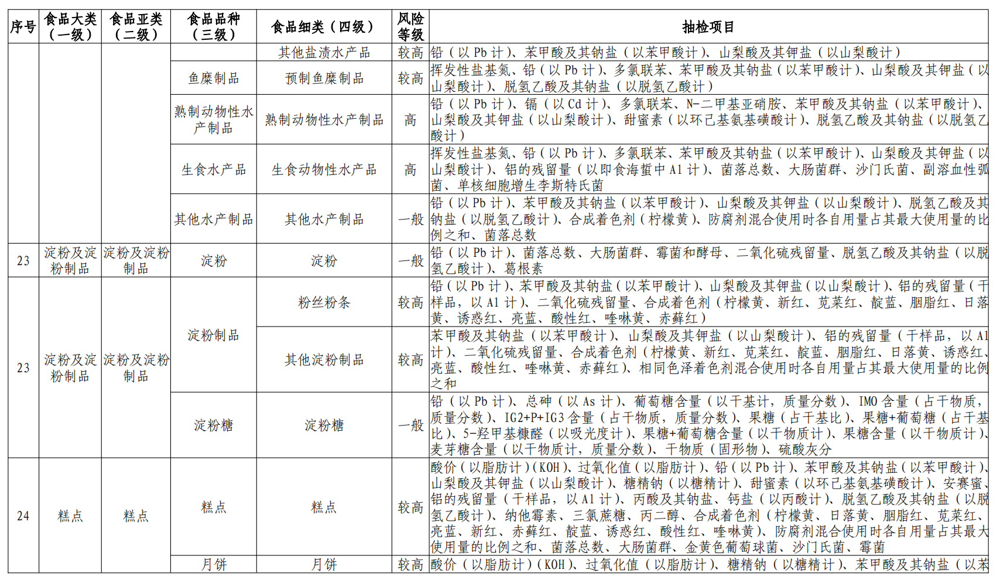 序号 食品大类（一级） 食品亚类（二级） 食品品种（三级） 食品细类（四级） 风险等级 抽检项目
其他盐渍水产品 较高 铅（以 Pb 计）、苯甲酸及其钠盐（以苯甲酸计）、山梨酸及其钾盐（以山梨酸计）
鱼糜制品 预制鱼糜制品 较高 挥发性盐基氮、铅（以 Pb 计）、多氯联苯、苯甲酸及其钠盐（以苯甲酸计）、山梨酸及其钾盐（以
山梨酸计）、脱氢乙酸及其钠盐（以脱氢乙酸计）
熟制动物性水产制品 熟制动物性水产制品 高 铅（以 Pb 计）、镉（以 Cd 计）、多氯联苯、N-二甲基亚硝胺、苯甲酸及其钠盐（以苯甲酸计）、
山梨酸及其钾盐（以山梨酸计）、甜蜜素（以环己基氨基磺酸计）、脱氢乙酸及其钠盐（以脱氢乙
酸计）
生食水产品 生食动物性水产品 高 挥发性盐基氮、铅（以 Pb 计）、多氯联苯、苯甲酸及其钠盐（以苯甲酸计）、山梨酸及其钾盐（以
山梨酸计）、铝的残留量（以即食海蜇中 Al 计）、菌落总数、大肠菌群、沙门氏菌、副溶血性弧
菌、单核细胞增生李斯特氏菌
其他水产制品 其他水产制品 一般 铅（以 Pb 计）、苯甲酸及其钠盐（以苯甲酸计）、山梨酸及其钾盐（以山梨酸计）、脱氢乙酸及其
钠盐（以脱氢乙酸计）、合成着色剂（柠檬黄）、防腐剂混合使用时各自用量占其最大使用量的比
例之和、菌落总数
23 淀粉及淀粉制品 淀粉及淀粉制品 淀粉 淀粉 一般 铅（以 Pb 计）、菌落总数、大肠菌群、霉菌和酵母、二氧化硫残留量、脱氢乙酸及其钠盐（以脱
氢乙酸计）、葛根素
23 淀粉及淀粉制品 淀粉及淀粉制品 淀粉制品 粉丝粉条 较高 铅（以 Pb 计）、苯甲酸及其钠盐（以苯甲酸计）、山梨酸及其钾盐（以山梨酸计）、铝的残留量（干
样品，以 Al 计）、二氧化硫残留量、合成着色剂（柠檬黄、新红、苋菜红、靛蓝、胭脂红、日落
黄、诱惑红、亮蓝、酸性红、喹啉黄、赤藓红）
其他淀粉制品 较高 苯甲酸及其钠盐（以苯甲酸计）、山梨酸及其钾盐（以山梨酸计）、铝的残留量（干样品，以 Al
计）、二氧化硫残留量、合成着色剂（柠檬黄、新红、苋菜红、靛蓝、胭脂红、日落黄、诱惑红、
亮蓝、酸性红、喹啉黄、赤藓红）、相同色泽着色剂混合使用时各自用量占其最大使用量的比例
之和
淀粉糖 淀粉糖 一般 铅（以 Pb 计）、总砷（以 As 计）、葡萄糖含量（以干基计，质量分数）、IMO 含量（占干物质，
质量分数）、IG2+P+IG3 含量（占干物质，质量分数）、果糖（占干基比）、果糖+葡萄糖（占干基
比）、5-羟甲基糠醛（以吸光度计）、果糖+葡萄糖含量（以干物质计）、果糖含量（以干物质计）、
麦芽糖含量（以干物质计，质量分数）、干物质（固形物）、硫酸灰分
24 糕点 糕点 糕点 糕点 较高 酸价（以脂肪计）（KOH）、过氧化值（以脂肪计）、铅（以 Pb 计）、苯甲酸及其钠盐（以苯甲酸计）、
山梨酸及其钾盐（以山梨酸计）、糖精钠（以糖精计）、甜蜜素（以环己基氨基磺酸计）、安赛蜜、
铝的残留量（干样品，以 Al 计）、丙酸及其钠盐、钙盐（以丙酸计）、脱氢乙酸及其钠盐（以脱
氢乙酸计）、纳他霉素、三氯蔗糖、丙二醇、合成着色剂（柠檬黄、日落黄、胭脂红、苋菜红、
亮蓝、新红、赤藓红、靛蓝、诱惑红、酸性红、喹啉黄）、防腐剂混合使用时各自用量占其最大
使用量的比例之和、菌落总数、大肠菌群、金黄色葡萄球菌、沙门氏菌、霉菌
月饼 月饼 较高 酸价（以脂肪计）（KOH）、过氧化值（以脂肪计）、糖精钠（以糖精计）、苯甲酸及其钠盐（以苯